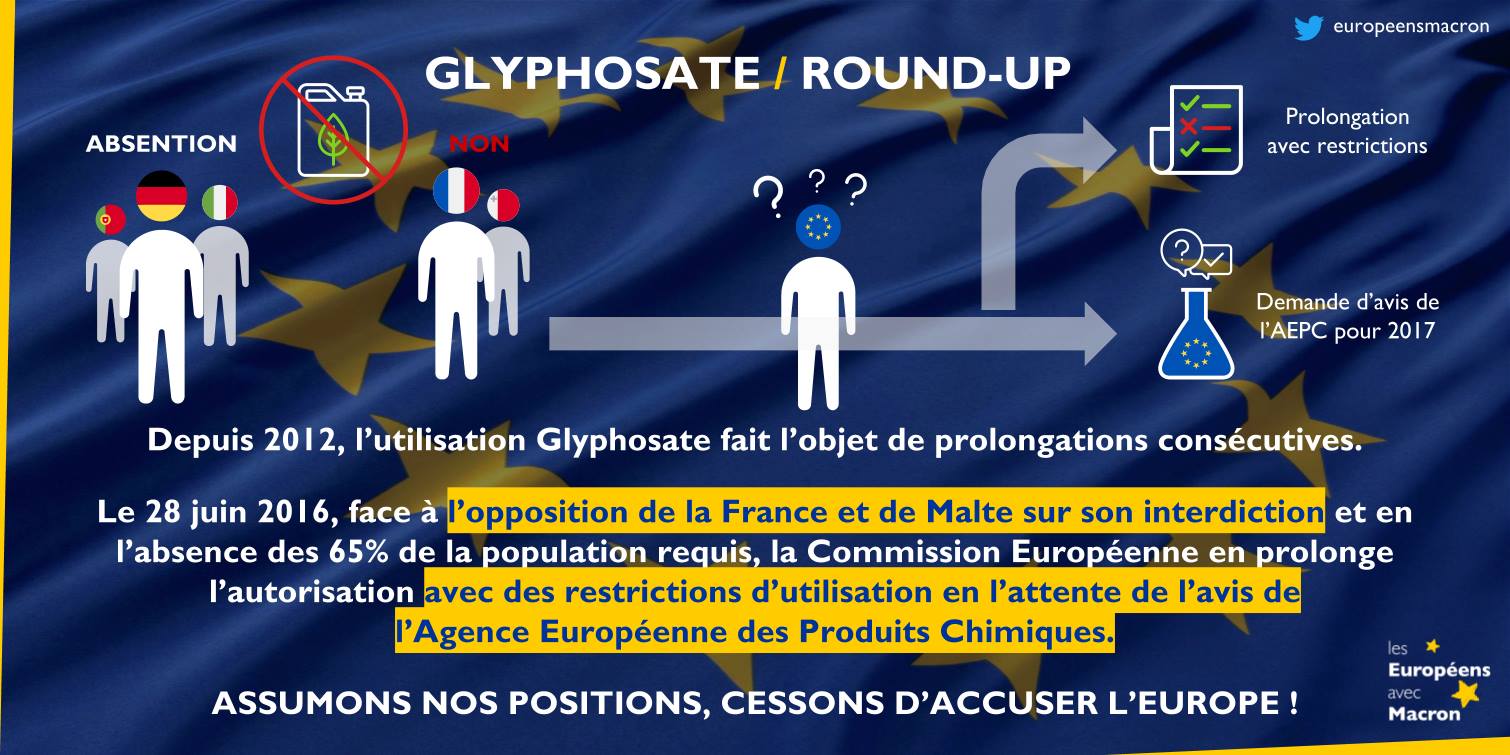 europeensmacron
GLYPHOSATE / ROUND-UP
ABSENTION
NON
Prolongation
avec restrictions
Demande d’avis de
l’AEPC pour 2017
Depuis 2012, l’utilisation Glyphosate fait l’objet de prolongations consécutives.
Le 28 juin 2016, face à l’opposition de la France et de Malte sur son interdiction et en
l’absence des 65% de la population requis, la Commission Européenne en prolonge
l’autorisation avec des restrictions d’utilisation en l’attente de l’avis de
l’Agence Européenne des Produits Chimiques.
ASSUMONS NOS POSITIONS, CESSONS D’ACCUSER L’EUROPE !
les
Européens
avec
Macron